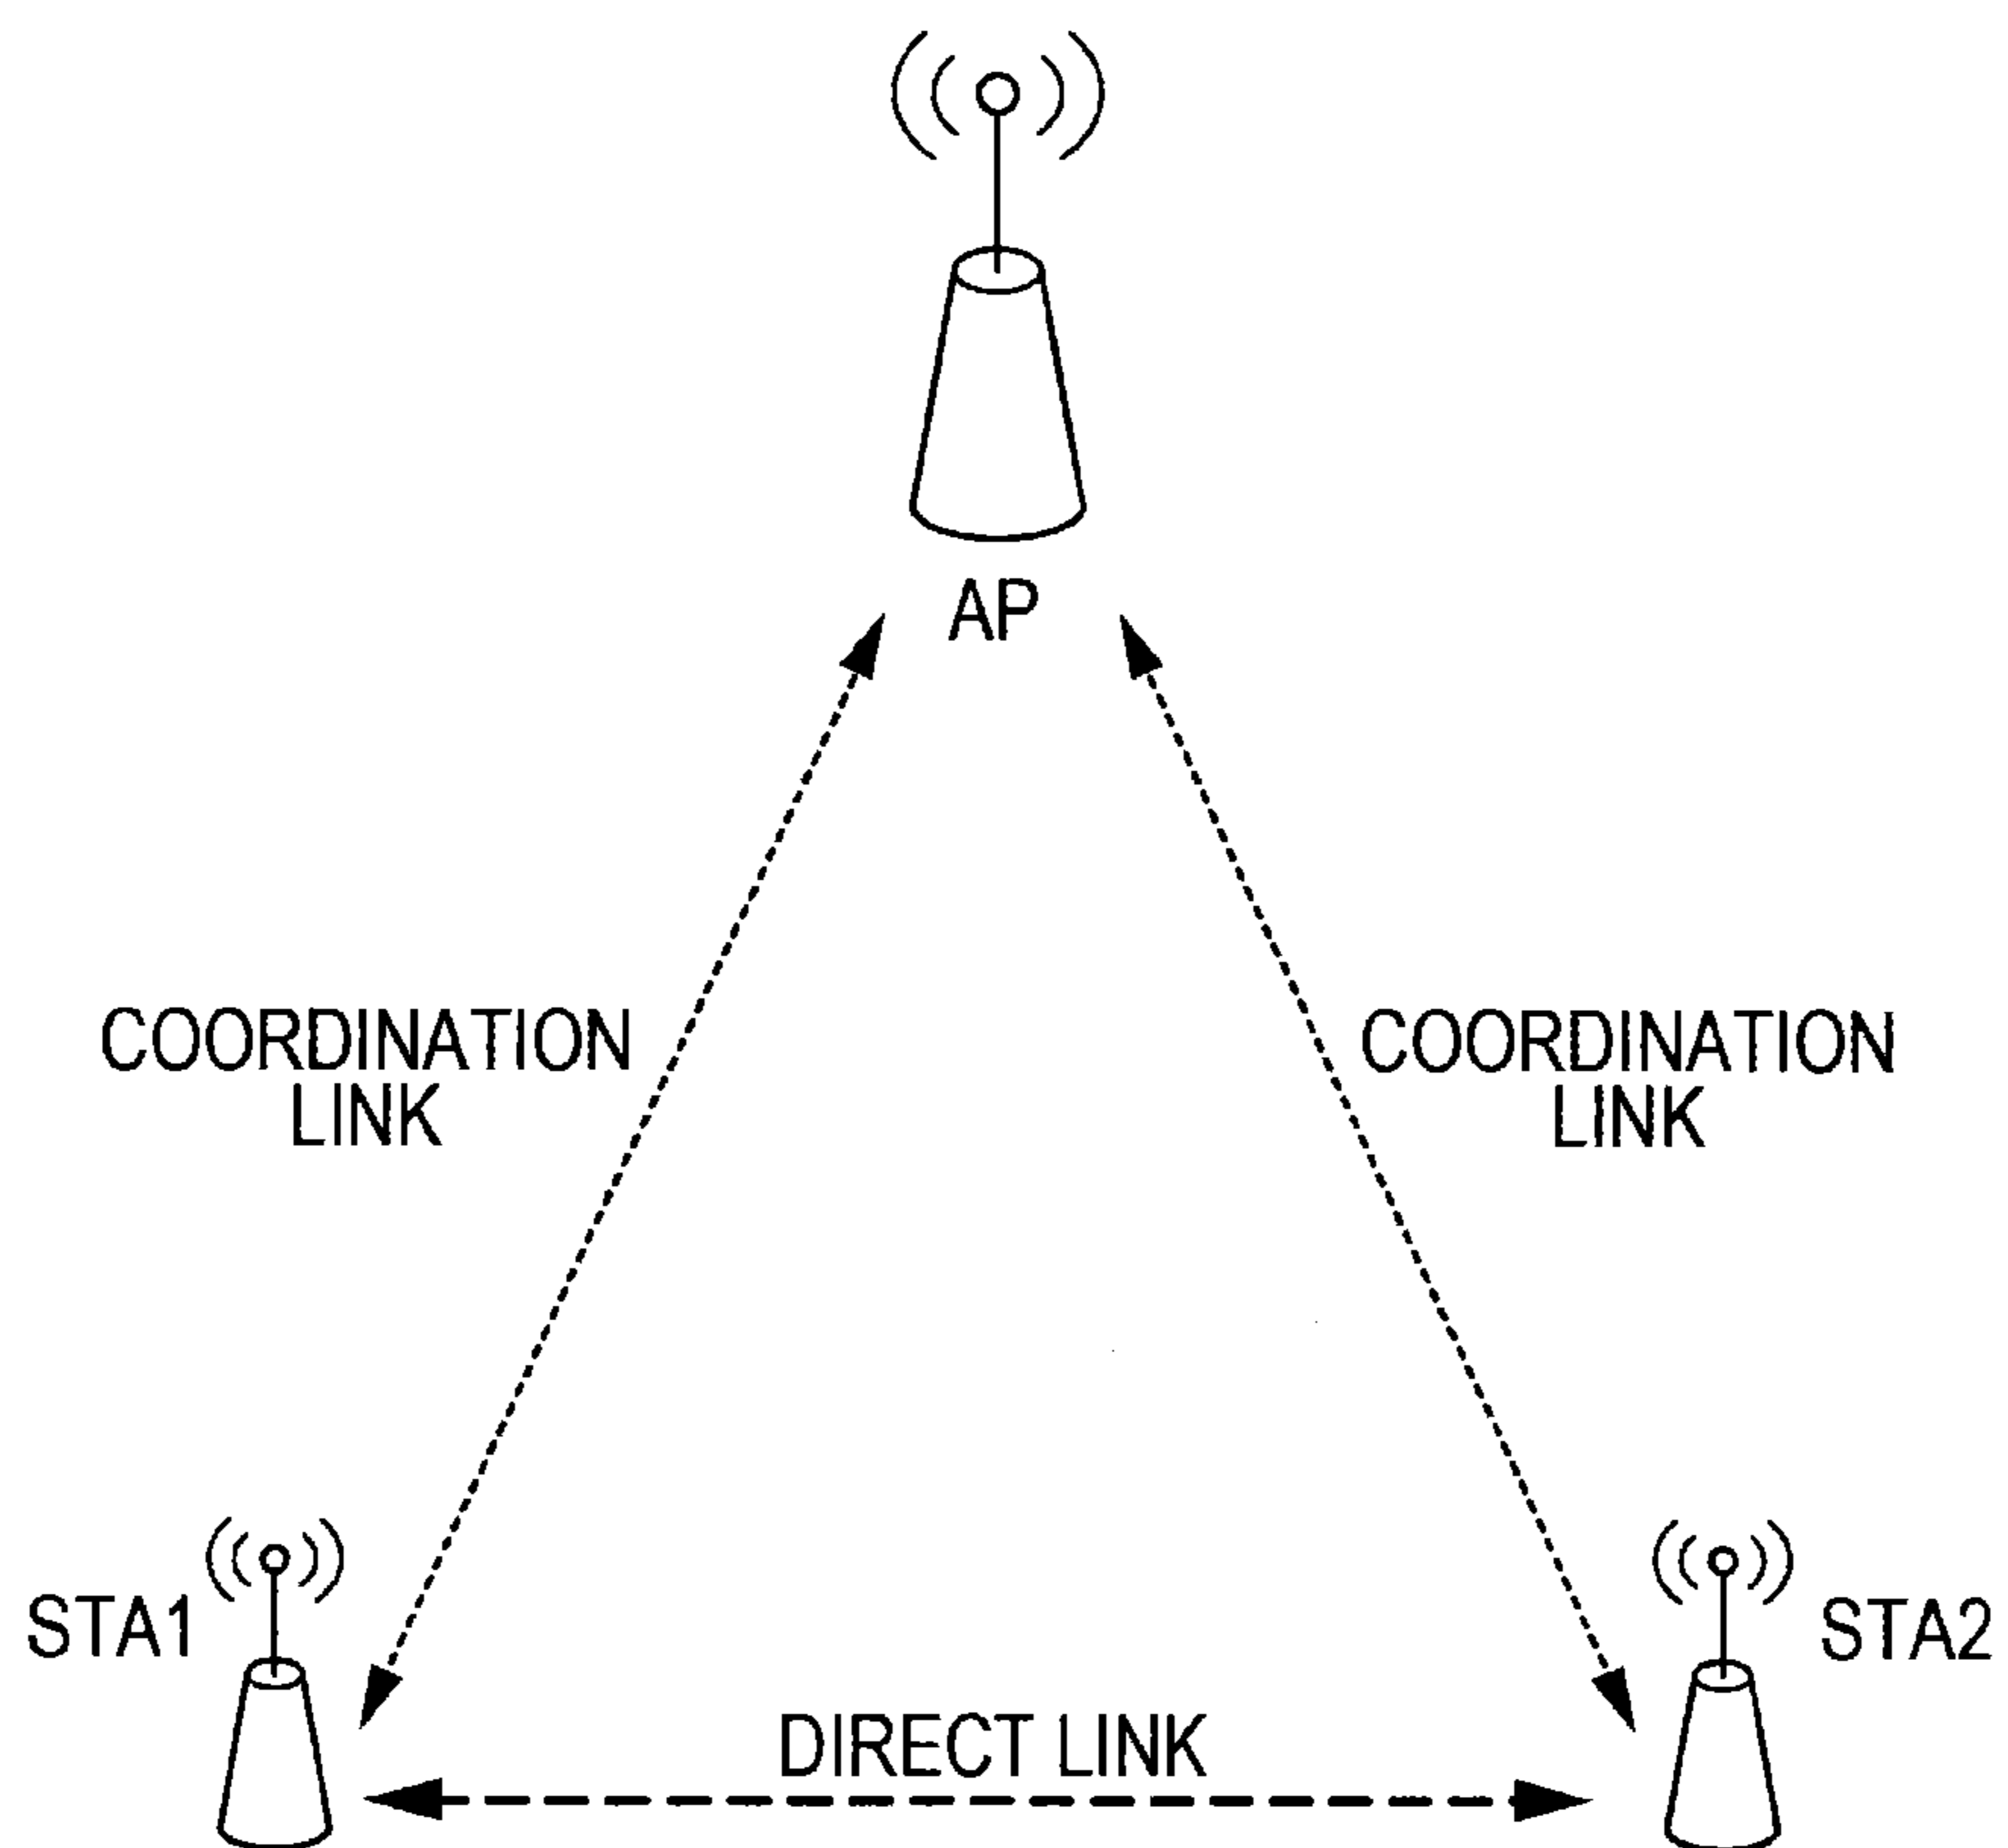 AP
COORDINATION
LINK
COORDINATION
LINK
STA1
STA2
DIRECT LINK